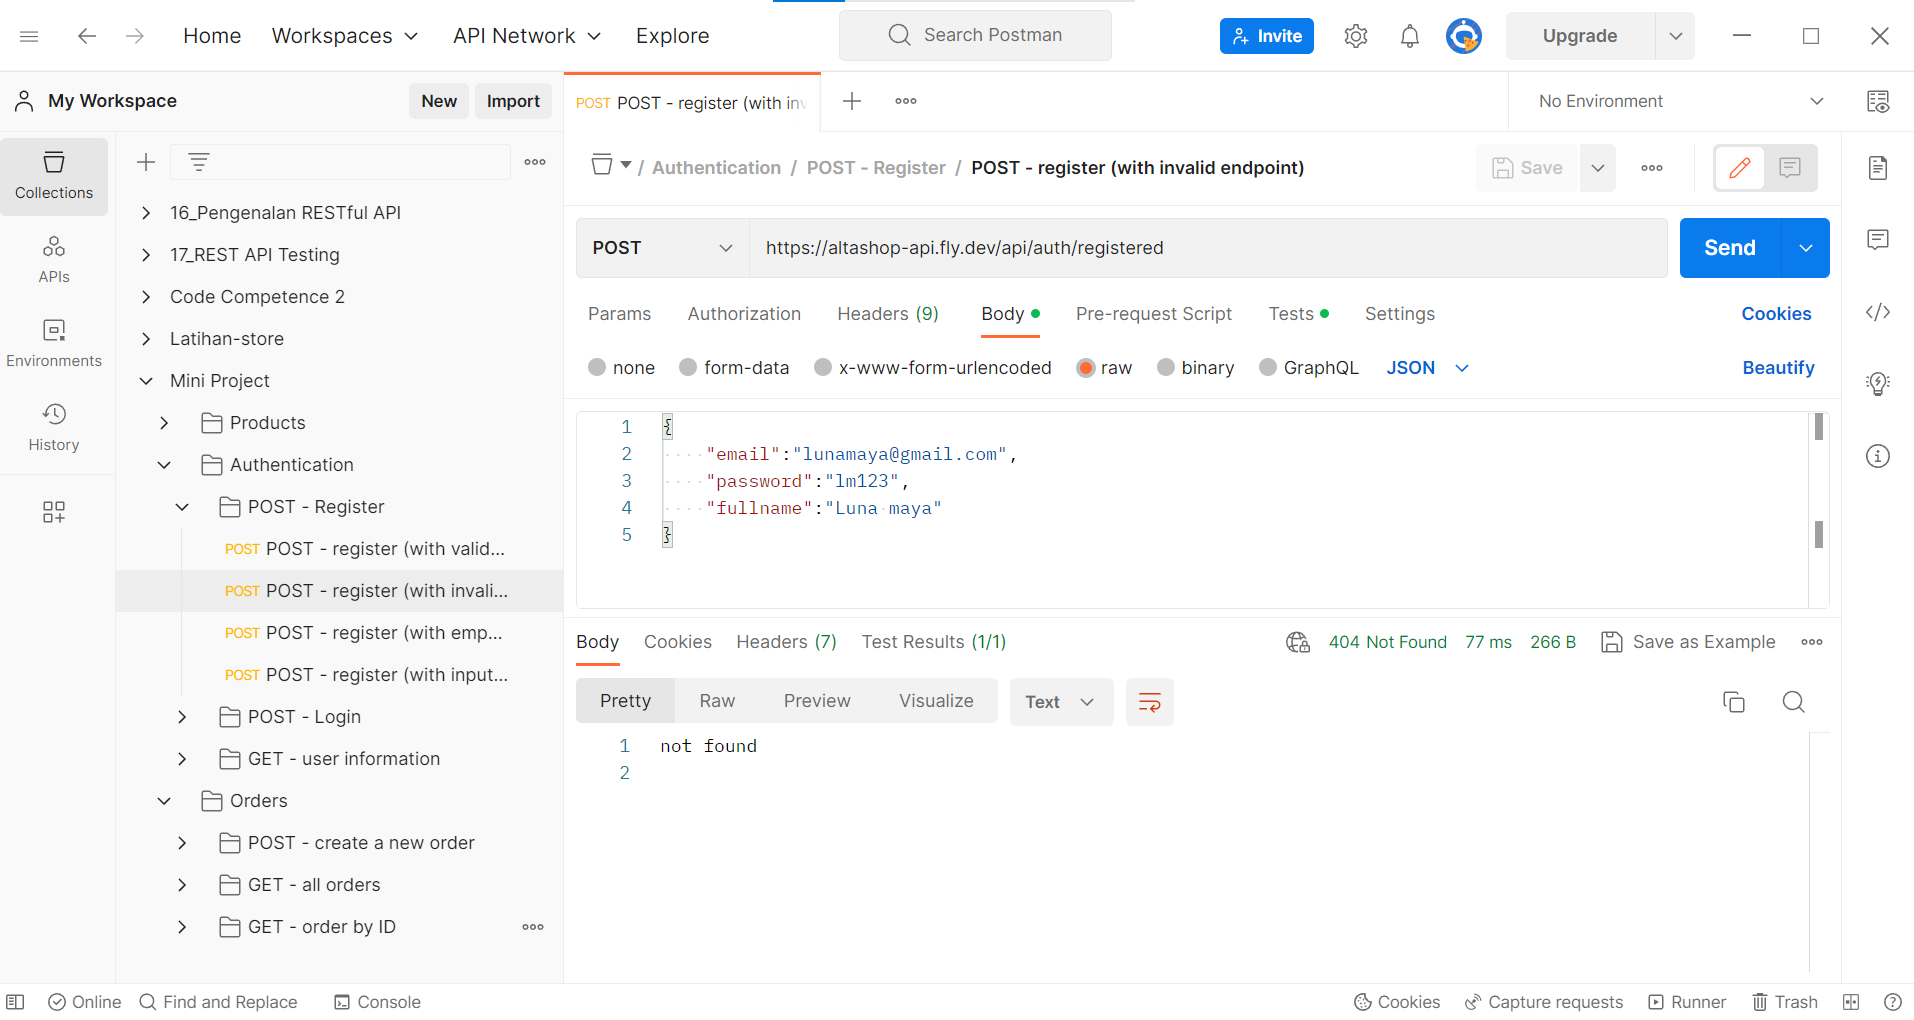 Home Workspaces API Network Explore Search Postman Invite Upgrade
My Workspace New Import
POST POST - register (with inv No Environment
Collections
APIs
Environments
History
16_Pengenalan RESTful API
17_REST API Testing
Code Competence 2
Latihan-store
Mini Project
Products
Authentication
POST - Register
POST POST - register (with valid...
POST POST - register (with invali...
POST POST - register (with emp...
POST POST - register (with input...
POST - Login
GET - user information
Orders
POST - create a new order
GET - all orders
GET - order by ID
/ Authentication / POST - Register / POST - register (with invalid endpoint) Save
POST https://altashop-api.fly.dev/api/auth/registered Send
Params Authorization Headers (9) Body Pre-request Script Tests Settings Cookies
none form-data x-www-form-urlencoded raw binary GraphQL JSON Beautify
1 {
2 "email":"lunamaya@gmail.com",
3 "password":"lm123",
4 "fullname":"Luna maya"
5 }
Body Cookies Headers (7) Test Results (1/1) 404 Not Found 77 ms 266 B Save as Example
Pretty Raw Preview Visualize Text
1 not found
2
Online Find and Replace Console Cookies Capture requests Runner Trash